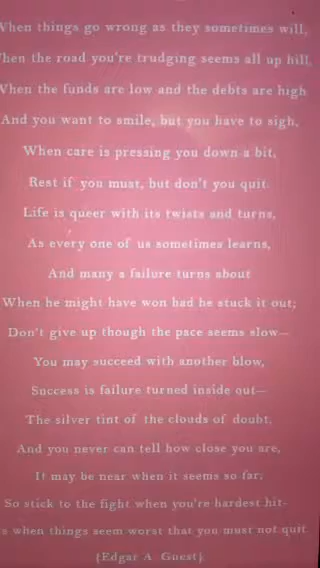 When things go wrong as they sometimes will,
When the road you're trudging seems all up hill,
When the funds are low and the debts are high
And you want to smile, but you have to sigh,
When care is pressing you down a bit,
Rest if you must, but don't you quit.
Life is queer with its twists and turns,
As every one of us sometimes learns,
And many a failure turns about
When he might have won had he stuck it out;
Don't give up though the pace seems slow—
You may succeed with another blow,
Success is failure turned inside out—
The silver tint of the clouds of doubt,
And you never can tell how close you are,
It may be near when it seems so far;
So stick to the fight when you're hardest hit-
s when things seem worst that you must not quit.
(Edgar A Guest)